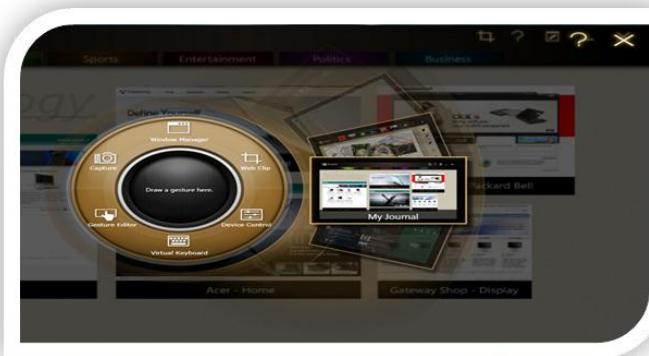 Sports Entertainment Politics Business
ology
Define Yourself
Window Manager
Capture
Web Clip
Draw a gesture here.
Packard Bell
My Journal
Gesture Editor
Device Control
Virtual Keyboard
Acer - Home
Gateway Shop - Display